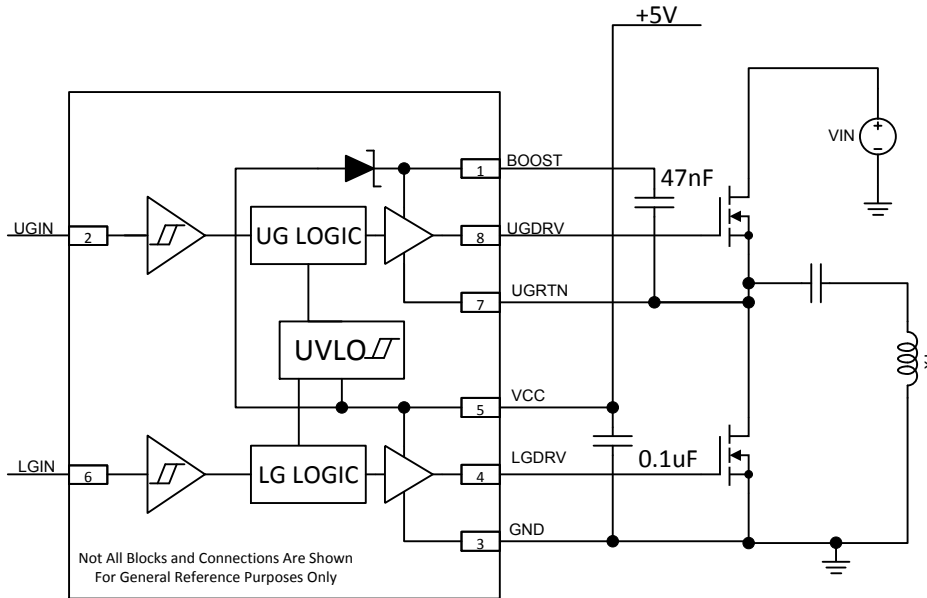 +5V
VIN
+
−
BOOST
1
47nF
UGIN
2
UG LOGIC
8
UGDRV
UGRTN
7
UVLO
VCC
5
0.1uF
LGIN
6
LG LOGIC
4
LGDRV
GND
3
Not All Blocks and Connections Are Shown
For General Reference Purposes Only